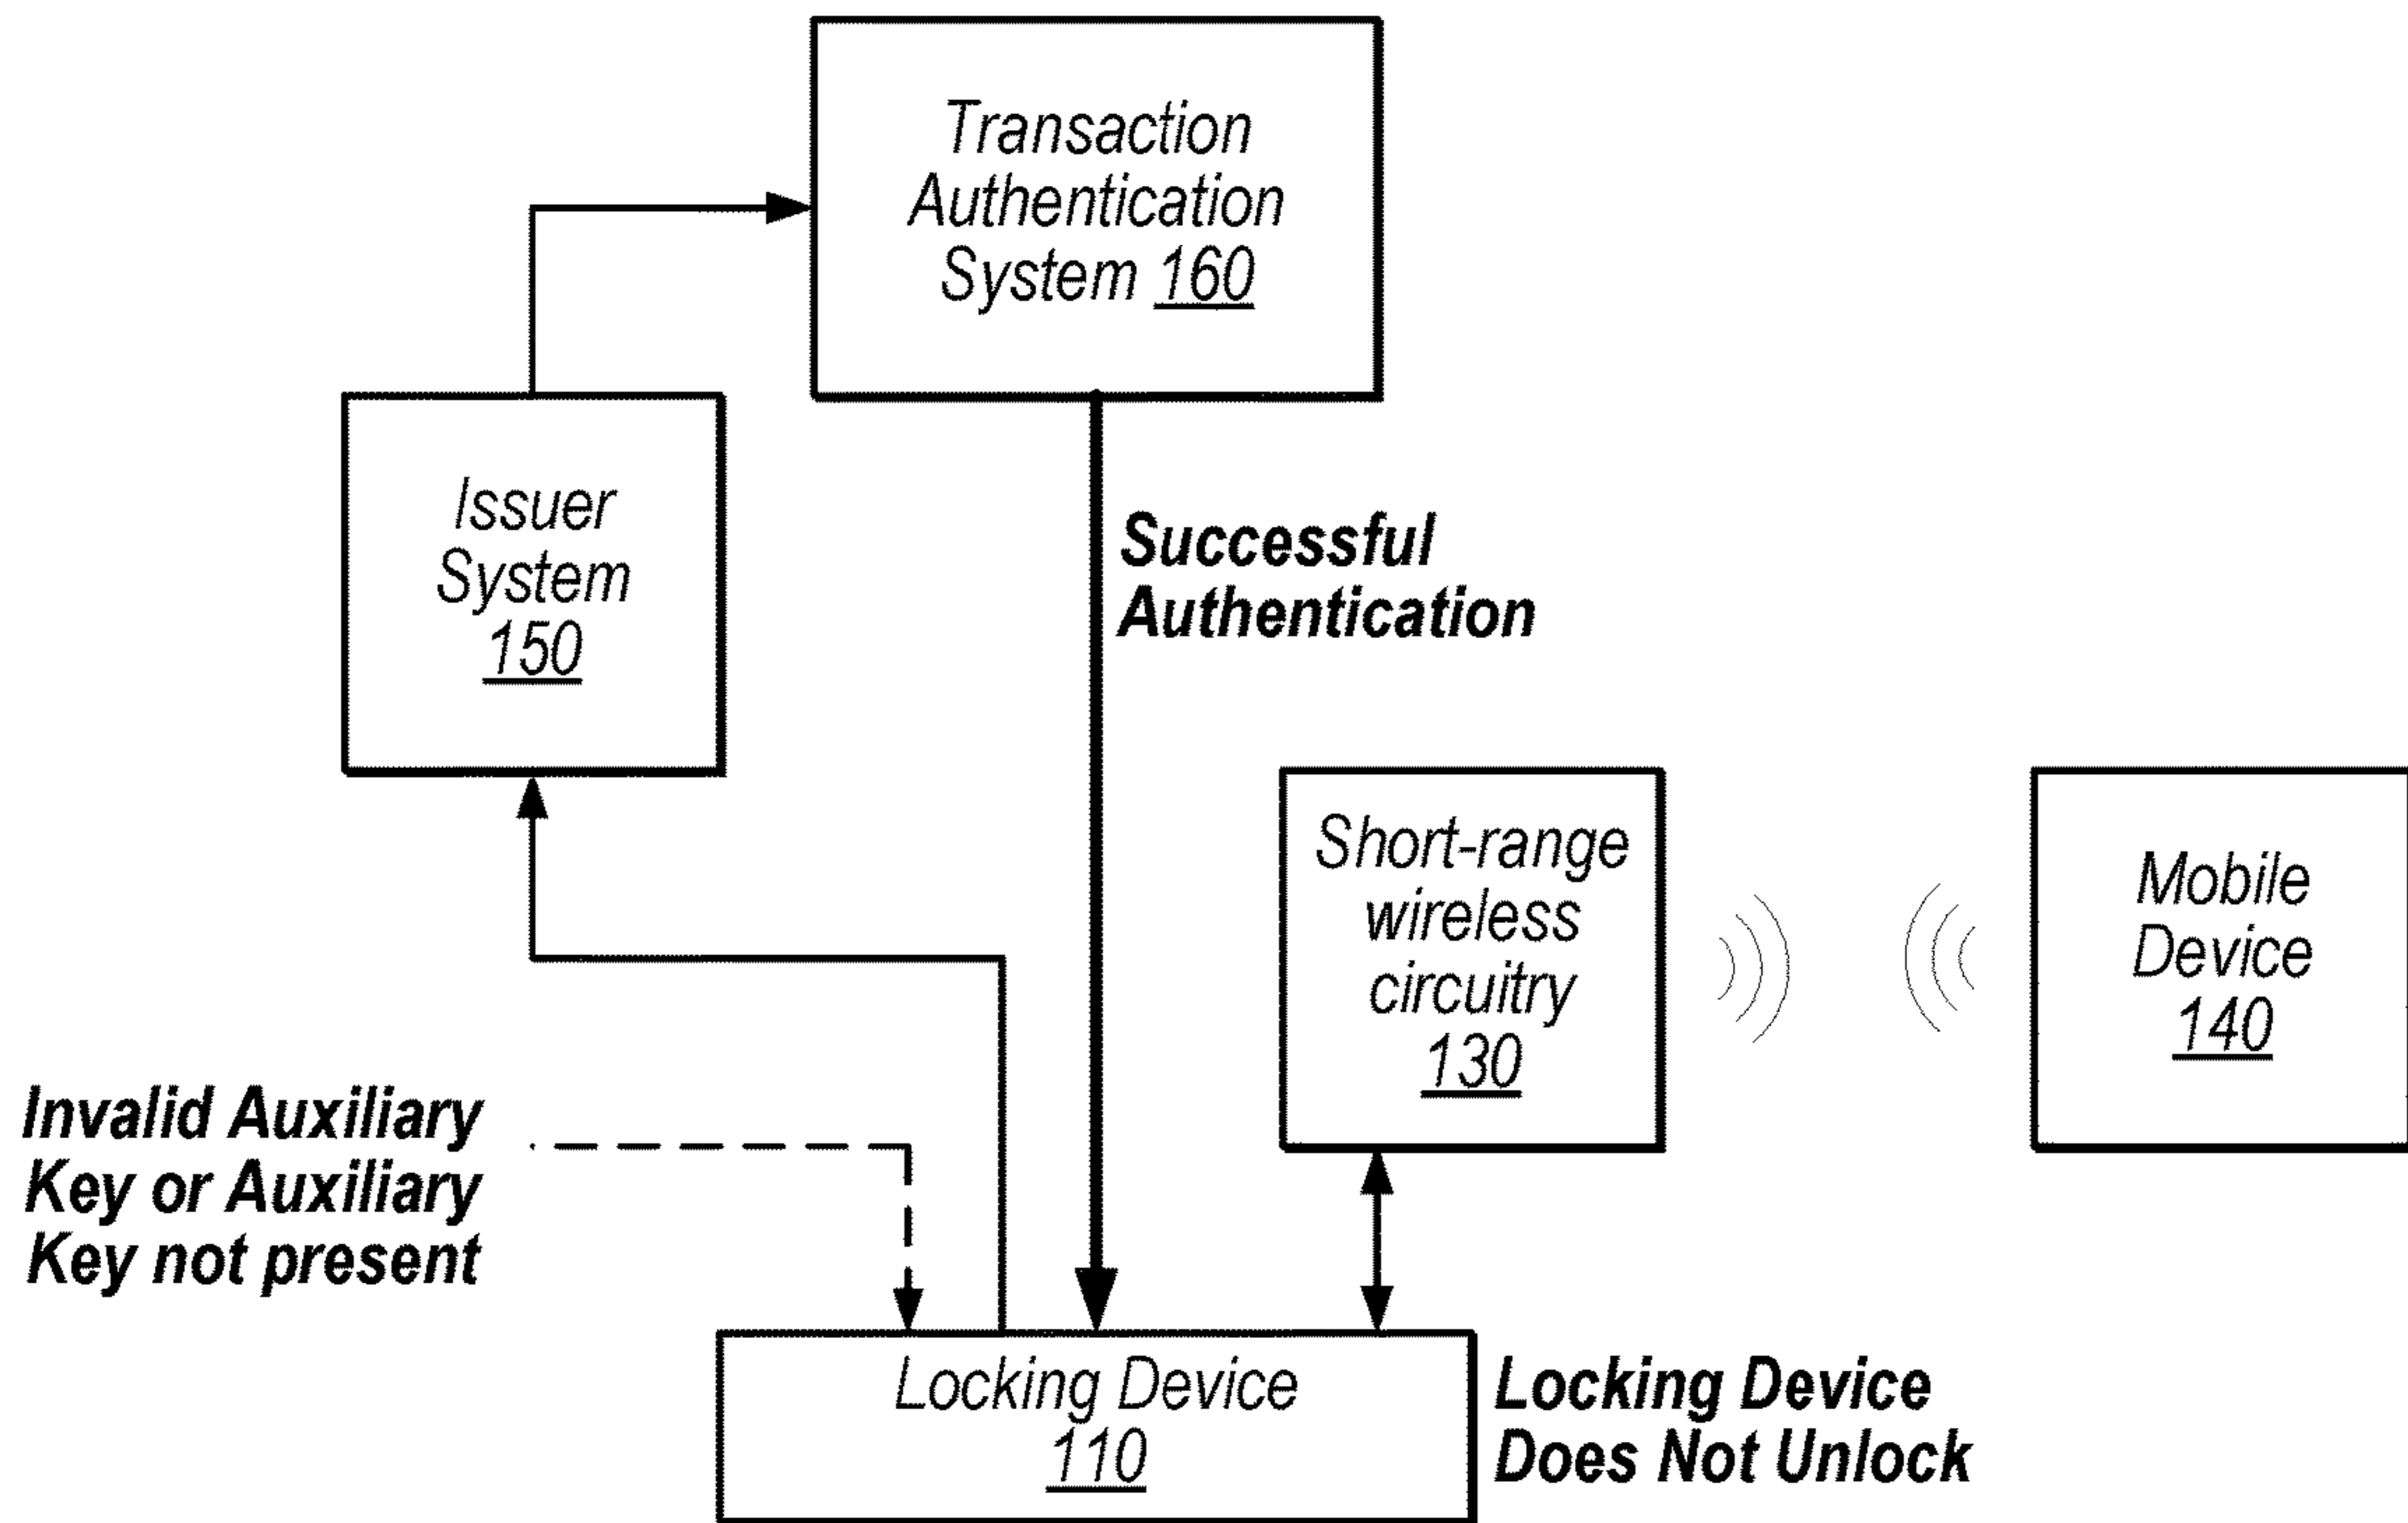 Transaction
Authentication
System 160
Issuer
System
150
Successful
Authentication
Short-range
wireless
circuitry
130
Mobile
Device
140
Invalid Auxiliary
Key or Auxiliary
Key not present
Locking Device
110
Locking Device
Does Not Unlock